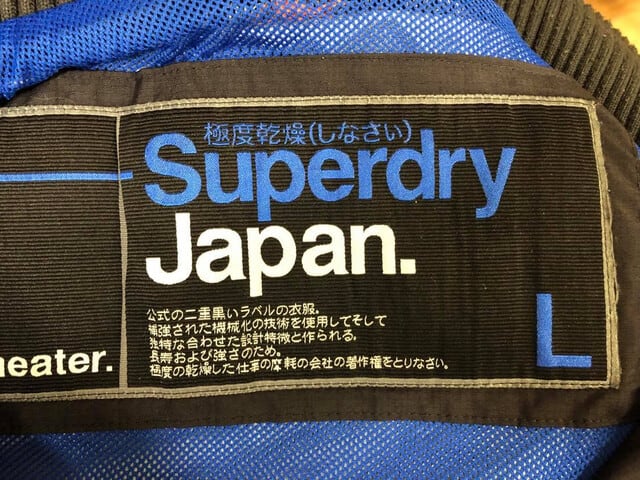 極度乾燥(しなさい)
Superdry
Japan.
公式の二重黒いラベルの衣服。
補強された機械化の技術を使用してそして
独特な合わせた設計特徴と作られる。
長寿および強さのため。
極度の乾燥した仕事の摩耗の会社の著作権をとりなさい。
L
heater.